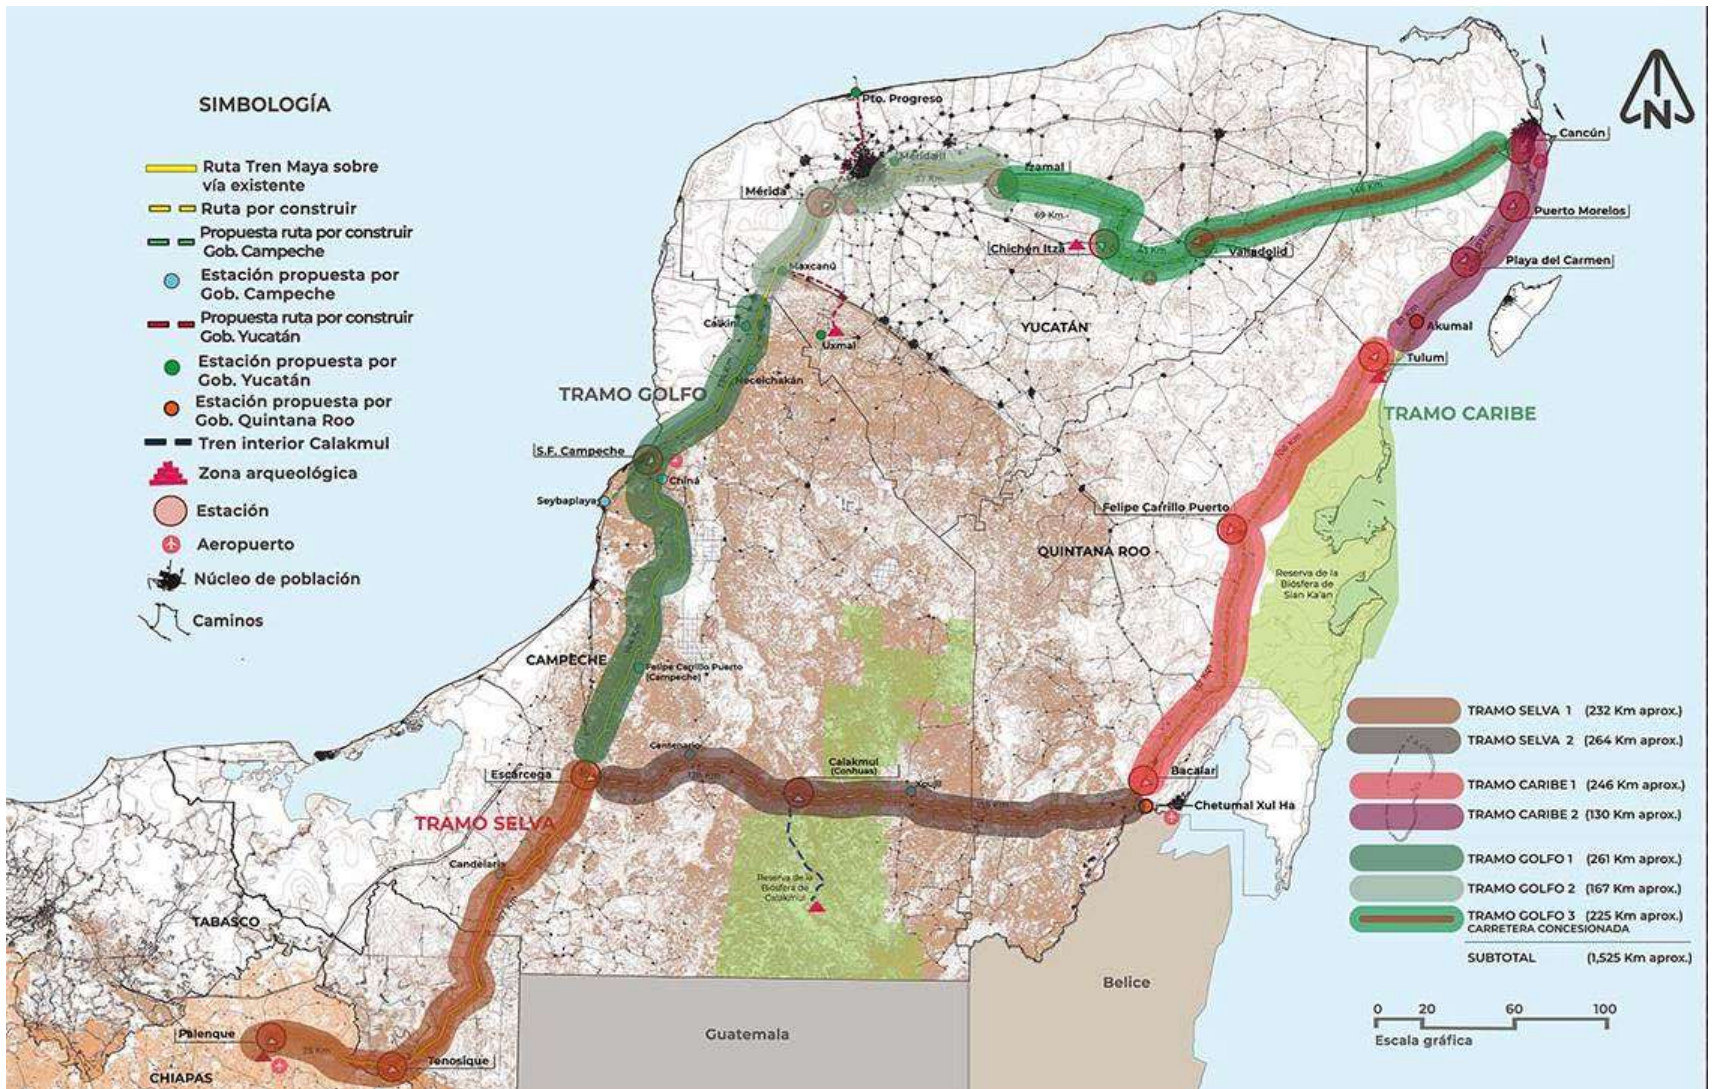 SIMBOLOGÍA
Ruta Tren Maya sobre
vía existente
Ruta por construir
Propuesta ruta por construir
Gob. Campeche
Estación propuesta por
Gob. Campeche
Propuesta ruta por construir
Gob. Yucatán
Estación propuesta por
Gob. Yucatán
Estación propuesta por
Gob. Quintana Roo
Tren interior Calakmul
Zona arqueológica
Estación
Aeropuerto
Núcleo de población
Caminos
N
Pto. Progreso
Cancún
Mérida II
Izamal
Mérida
146 Km
69 Km
Puerto Morelos
Chichén Itzá
43 Km
Valladolid
Playa del Carmen
Maxcanú
Calkiní
YUCATÁN
Akumal
Uxmal
Tulum
Hecelchakán
TRAMO GOLFO
TRAMO CARIBE
S.F. Campeche
Chiná
Seybaplaya
Felipe Carrillo Puerto
QUINTANA ROO
Reserva de la
Biósfera de
Sian Ka'an
CAMPECHE
Felipe Carrillo Puerto
(Campeche)
Centenario
Calakmul
(Conhuas)
Xpujil
Escárcega
Bacalar
Chetumal Xul Ha
TRAMO SELVA
Candelaria
Reserva de la
Biósfera de
Calakmul
TABASCO
Palenque
Tenosique
CHIAPAS
Guatemala
Belice
TRAMO SELVA 1 (232 Km aprox.)
TRAMO SELVA 2 (264 Km aprox.)
TRAMO CARIBE 1 (246 Km aprox.)
TRAMO CARIBE 2 (130 Km aprox.)
TRAMO GOLFO 1 (261 Km aprox.)
TRAMO GOLFO 2 (167 Km aprox.)
TRAMO GOLFO 3 (225 Km aprox.)
CARRETERA CONCESIONADA
SUBTOTAL (1,525 Km aprox.)
0 20 60 100
Escala gráfica